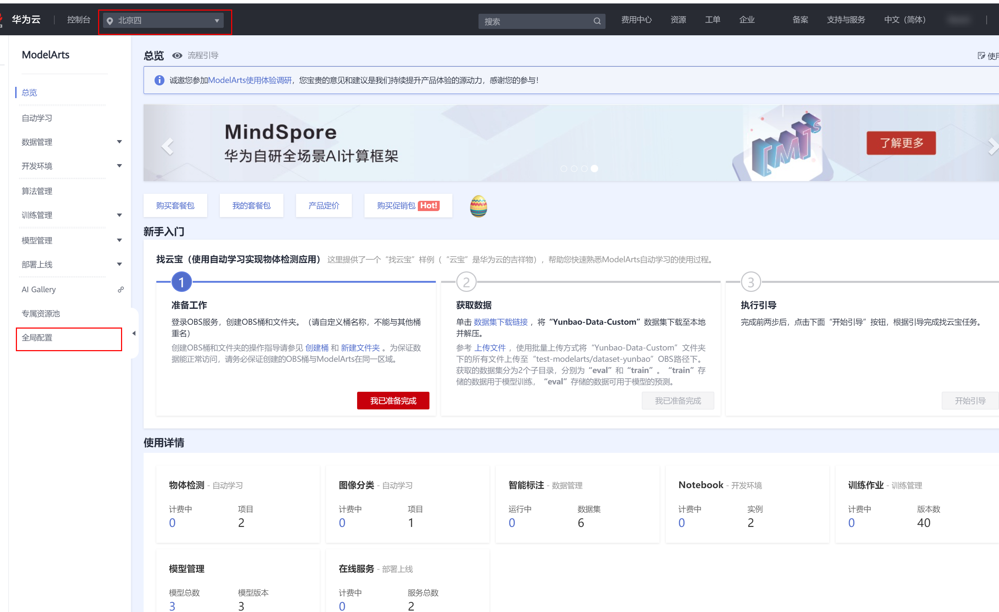 华为云
控制台
北京四
搜索
费用中心
资源
工单
企业
备案
支持与服务
中文（简体）
ModelArts
总览
自动学习
数据管理
开发环境
算法管理
训练管理
模型管理
部署上线
AI Gallery
专属资源池
全局配置
总览
流程引导
使用
诚邀您参加ModelArts使用体验调研，您宝贵的意见和建议是我们持续提升产品体验的源动力，感谢您的参与！
MindSpore
华为自研全场景AI计算框架
了解更多
购买套餐包
我的套餐包
产品定价
购买促销包 Hot!
新手入门
找云宝（使用自动学习实现物体检测应用） 这里提供了一个“找云宝”样例（“云宝”是华为云的吉祥物），帮助您快速熟悉ModelArts自动学习的使用过程。
1
准备工作
登录OBS服务，创建OBS桶和文件夹。（请自定义桶名称，不能与其他桶
重名）
创建OBS桶和文件夹的操作指导请参见 创建桶 和 新建文件夹 。为保证数
据能正常访问，请务必保证创建的OBS桶与ModelArts在同一区域。
我已准备完成
2
获取数据
单击 数据集下载链接 ，将“Yunbao-Data-Custom”数据集下载至本地
并解压。
参考 上传文件 ，使用批量上传方式将“Yunbao-Data-Custom”文件夹
下的所有文件上传至“test-modelarts/dataset-yunbao”OBS路径下。
获取的数据集分为2个子目录，分别为“eval”和“train”。“train”存
储的数据用于模型训练，“eval”存储的数据可用于模型的预测。
我已准备完成
3
执行引导
完成前两步后，点击下面“开始引导”按钮，根据引导完成找云宝任务。
开始引导
使用详情
物体检测 - 自动学习
计费中 项目
0 2
图像分类 - 自动学习
计费中 项目
0 1
智能标注 - 数据管理
运行中 数据集
0 6
Notebook - 开发环境
计费中 实例
0 2
训练作业 - 训练管理
计费中 版本数
0 40
模型管理
模型总数 模型版本
3 3
在线服务 - 部署上线
计费中 服务总数
0 2